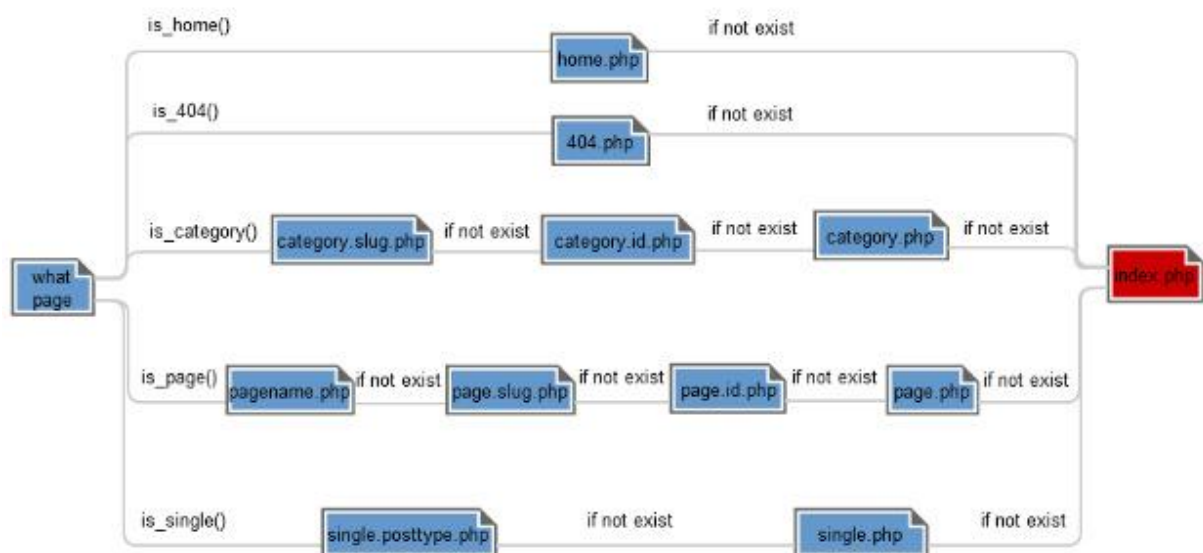 is_home()
if not exist
home.php
is_404()
if not exist
404.php
is_category()
category.slug.php
if not exist
category.id.php
if not exist
category.php
if not exist
what
page
index.php
is_page()
pagename.php
if not exist
page.slug.php
if not exist
page.id.php
if not exist
page.php
if not exist
is_single()
single.posttype.php
if not exist
single.php
if not exist